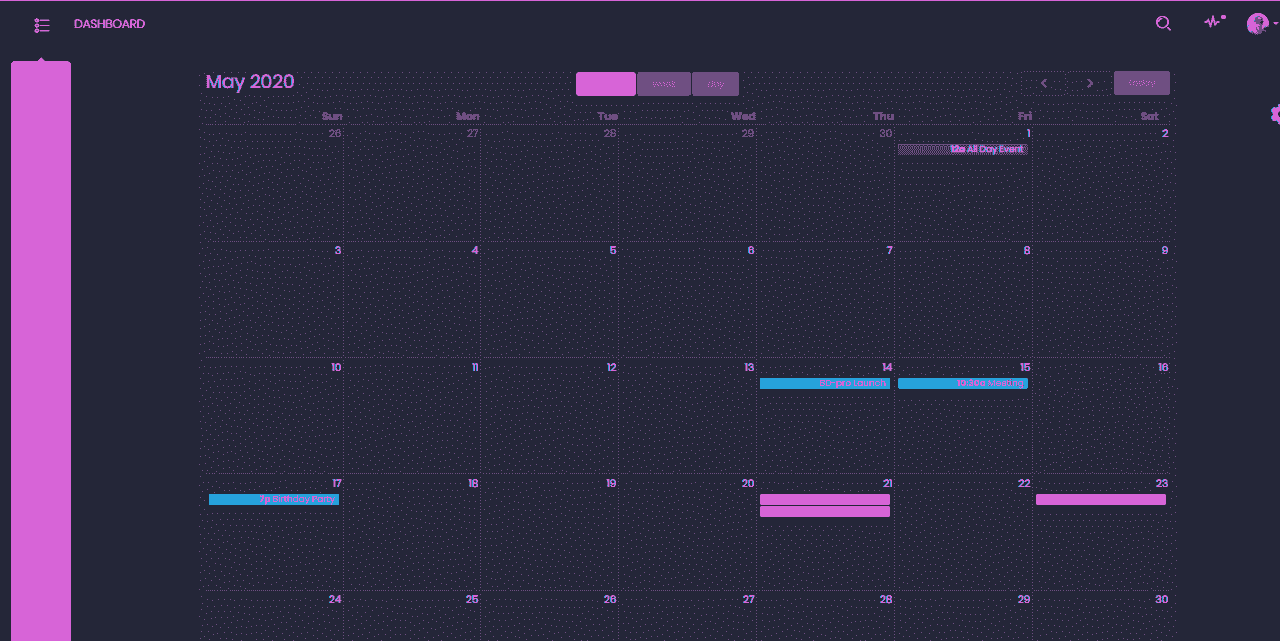 DASHBOARD
May 2020
week day
today
Sun Mon Tue Wed Thu Fri Sat
26 27 28 29 30 1 2
12a All Day Event
3 4 5 6 7 8 9
10 11 12 13 14 15 16
Launch 10:30a Meeting
17 18 19 20 21 22 23
7p Birthday Party
24 25 26 27 28 29 30